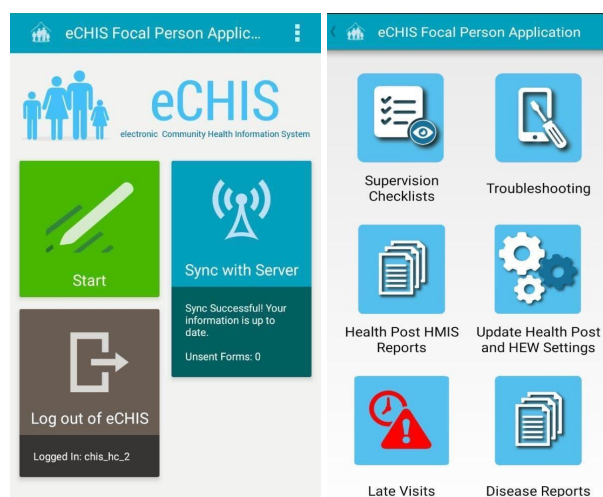 eCHIS Focal Person Applic...
eCHIS
electronic Community Health Information System
Start
Sync with Server
Sync Successful! Your
information is up to
date.
Unsent Forms: 0
Log out of eCHIS
Logged In: chis_hc_2
eCHIS Focal Person Application
Supervision
Checklists
Troubleshooting
Health Post HMIS
Reports
Update Health Post
and HEW Settings
Late Visits
Disease Reports